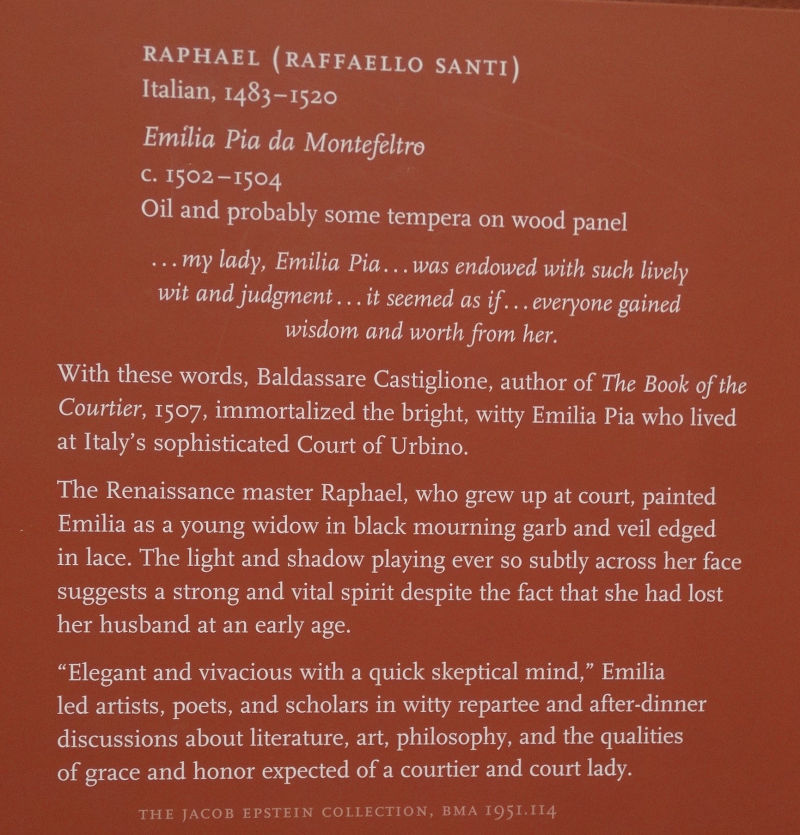 RAPHAEL (RAFFAELLO SANTI)
Italian, 1483–1520
Emilia Pia da Montefeltro
c. 1502–1504
Oil and probably some tempera on wood panel
...my lady, Emilia Pia...was endowed with such lively
wit and judgment...it seemed as if...everyone gained
wisdom and worth from her.
With these words, Baldassare Castiglione, author of The Book of the
Courtier, 1507, immortalized the bright, witty Emilia Pia who lived
at Italy's sophisticated Court of Urbino.
The Renaissance master Raphael, who grew up at court, painted
Emilia as a young widow in black mourning garb and veil edged
in lace. The light and shadow playing ever so subtly across her face
suggests a strong and vital spirit despite the fact that she had lost
her husband at an early age.
“Elegant and vivacious with a quick skeptical mind,” Emilia
led artists, poets, and scholars in witty repartee and after-dinner
discussions about literature, art, philosophy, and the qualities
of grace and honor expected of a courtier and court lady.
THE JACOB EPSTEIN COLLECTION, BMA 1951.114